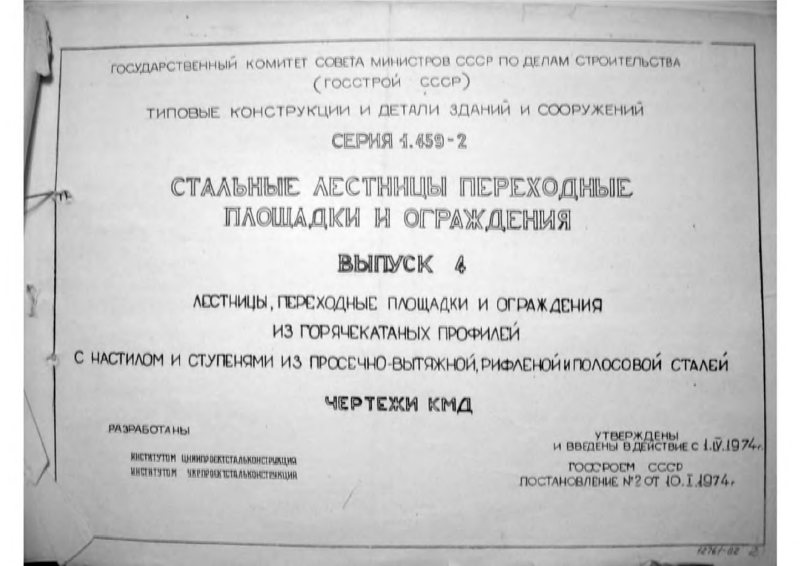 ГОСУДАРСТВЕННЫЙ КОМИТЕТ СОВЕТА МИНИСТРОВ СССР ПО ДЕЛАМ СТРОИТЕЛЬСТВА
(ГОССТРОЙ СССР)
ТИПОВЫЕ КОНСТРУКЦИИ И ДЕТАЛИ ЗДАНИЙ И СООРУЖЕНИЙ
СЕРИЯ 1.459-2
СТАЛЬНЫЕ ЛЕСТНИЦЫ ПЕРЕХОДНЫЕ
ПЛОЩАДКИ И ОГРАЖДЕНИЯ
ВЫПУСК 4
ЛЕСТНИЦЫ, ПЕРЕХОДНЫЕ ПЛОЩАДКИ И ОГРАЖДЕНИЯ
ИЗ ГОРЯЧЕКАТАНЫХ ПРОФИЛЕЙ
С НАСТИЛОМ И СТУПЕНЯМИ ИЗ ПРОСЕЧНО-ВЫТЯЖНОЙ, РИФЛЕНОЙ И ПОЛОСОВОЙ СТАЛЕЙ
ЧЕРТЕЖИ КМД
РАЗРАБОТАНЫ
ИНСТИТУТОМ ЦНИИПРОЕКТСТАЛЬКОНСТРУКЦИЯ
ИНСТИТУТОМ УКРПРОЕКТСТАЛЬКОНСТРУКЦИЯ
УТВЕРЖДЕНЫ
И ВВЕДЕНЫ В ДЕЙСТВИЕ С 1.IV.1974г.
ГОССТРОЕМ СССР
ПОСТАНОВЛЕНИЕ №2 ОТ 10.I.1974г.
12761-02 2